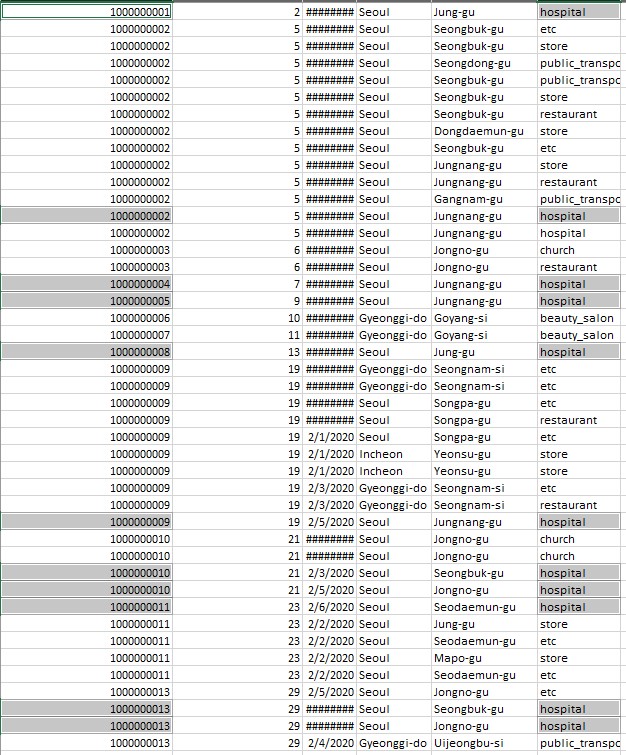 1000000001 2 ######## Seoul Jung-gu hospital
1000000002 5 ######## Seoul Seongbuk-gu etc
1000000002 5 ######## Seoul Seongbuk-gu store
1000000002 5 ######## Seoul Seongdong-gu public_transpo
1000000002 5 ######## Seoul Seongbuk-gu public_transpo
1000000002 5 ######## Seoul Seongbuk-gu store
1000000002 5 ######## Seoul Seongbuk-gu restaurant
1000000002 5 ######## Seoul Dongdaemun-gu store
1000000002 5 ######## Seoul Seongbuk-gu etc
1000000002 5 ######## Seoul Jungnang-gu store
1000000002 5 ######## Seoul Jungnang-gu restaurant
1000000002 5 ######## Seoul Gangnam-gu public_transpo
1000000002 5 ######## Seoul Jungnang-gu hospital
1000000002 5 ######## Seoul Jungnang-gu hospital
1000000003 6 ######## Seoul Jongno-gu church
1000000003 6 ######## Seoul Jongno-gu restaurant
1000000004 7 ######## Seoul Jungnang-gu hospital
1000000005 9 ######## Seoul Jungnang-gu hospital
1000000006 10 ######## Gyeonggi-do Goyang-si beauty_salon
1000000007 11 ######## Gyeonggi-do Goyang-si beauty_salon
1000000008 13 ######## Seoul Jung-gu hospital
1000000009 19 ######## Gyeonggi-do Seongnam-si etc
1000000009 19 ######## Gyeonggi-do Seongnam-si etc
1000000009 19 ######## Seoul Songpa-gu etc
1000000009 19 ######## Seoul Songpa-gu restaurant
1000000009 19 2/1/2020 Seoul Songpa-gu etc
1000000009 19 2/1/2020 Incheon Yeonsu-gu store
1000000009 19 2/1/2020 Incheon Yeonsu-gu store
1000000009 19 2/3/2020 Gyeonggi-do Seongnam-si etc
1000000009 19 2/3/2020 Gyeonggi-do Seongnam-si restaurant
1000000009 19 2/5/2020 Seoul Jungnang-gu hospital
1000000010 21 ######## Seoul Jongno-gu church
1000000010 21 ######## Seoul Jongno-gu church
1000000010 21 2/3/2020 Seoul Seongbuk-gu hospital
1000000010 21 2/5/2020 Seoul Jongno-gu hospital
1000000011 23 2/6/2020 Seoul Seodaemun-gu hospital
1000000011 23 2/2/2020 Seoul Jung-gu store
1000000011 23 2/2/2020 Seoul Seodaemun-gu etc
1000000011 23 2/2/2020 Seoul Mapo-gu store
1000000011 23 2/2/2020 Seoul Seodaemun-gu etc
1000000013 29 2/5/2020 Seoul Jongno-gu etc
1000000013 29 ######## Seoul Seongbuk-gu hospital
1000000013 29 ######## Seoul Jongno-gu hospital
1000000013 29 2/4/2020 Gyeonggi-do Uijeongbu-si public_transpo